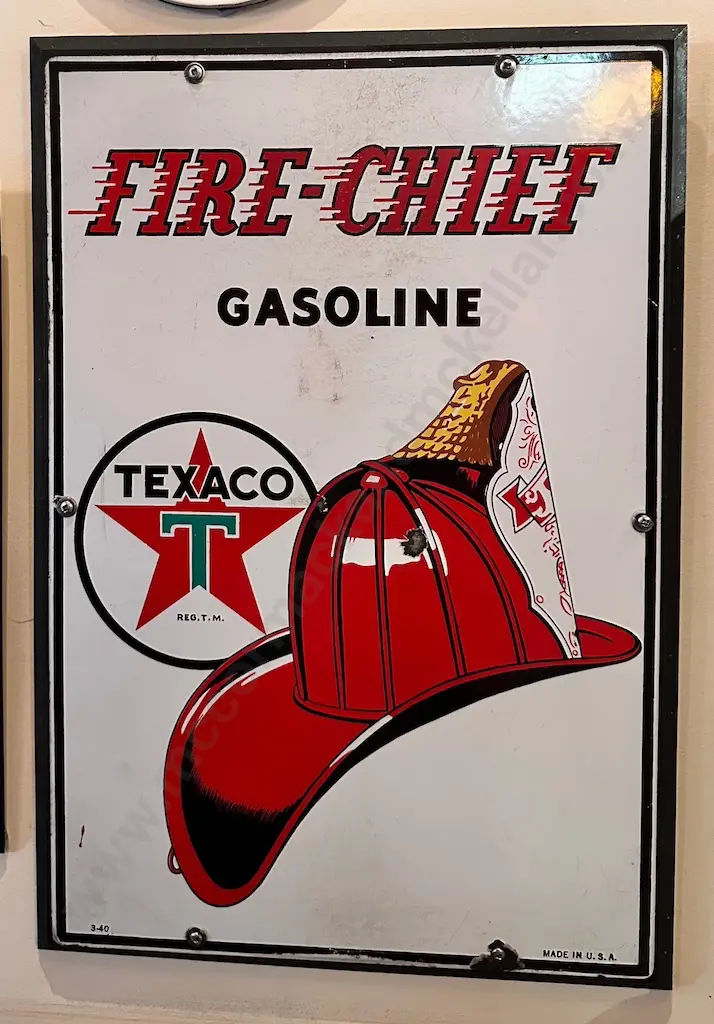 FIRE-CHIEF
GASOLINE
TEXACO
T
REG. T. M.
3-40
MADE IN U.S.A.